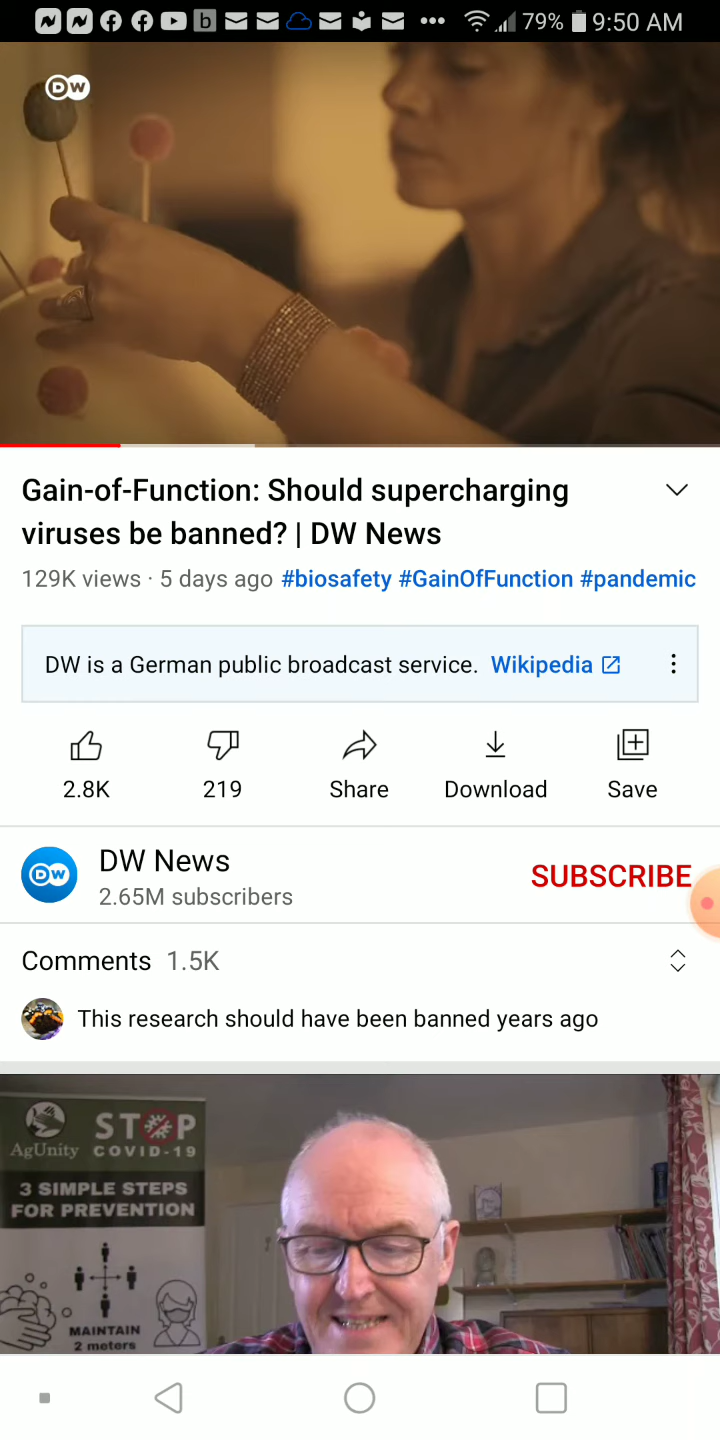 b 79% 9:50 AM
DW
Gain-of-Function: Should supercharging
viruses be banned? | DW News
129K views · 5 days ago #biosafety #GainOfFunction #pandemic
DW is a German public broadcast service. Wikipedia
2.8K 219 Share Download Save
DW DW News SUBSCRIBE
2.65M subscribers
Comments 1.5K
This research should have been banned years ago
AgUnity STOP
COVID-19
3 SIMPLE STEPS
FOR PREVENTION
MAINTAIN
2 meters